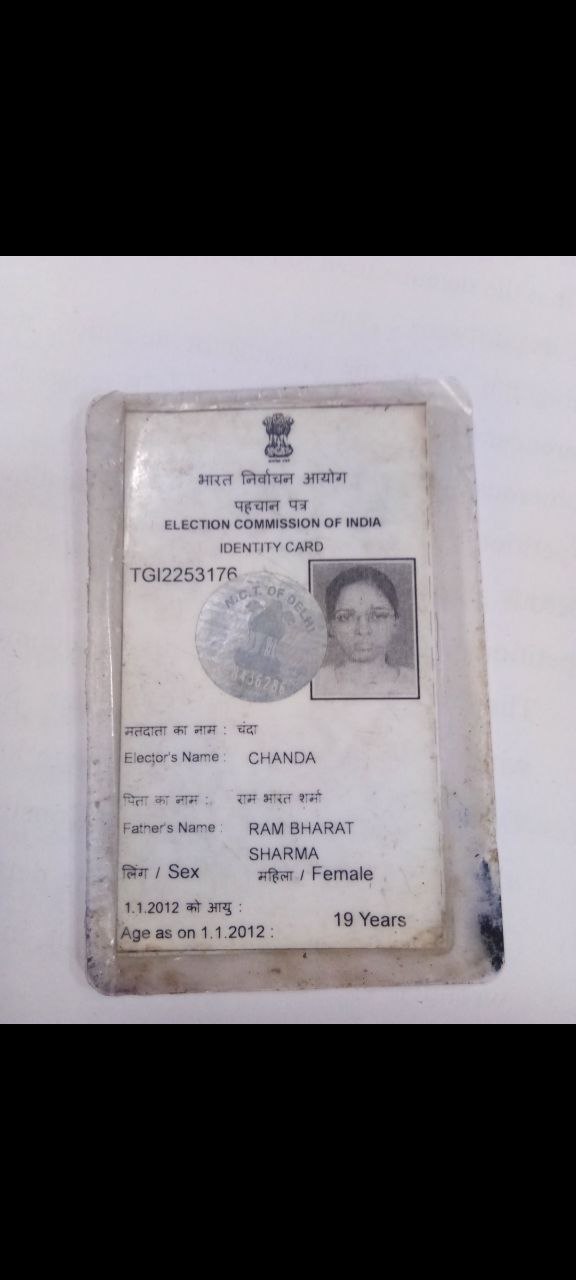 भारत निर्वाचन आयोग
पहचान पत्र
ELECTION COMMISSION OF INDIA
IDENTITY CARD
TGI2253176
N.C.T. OF DELHI
मतदाता का नाम : चंदा
Elector's Name : CHANDA
पिता का नाम : राम भारत शर्मा
Father's Name : RAM BHARAT
SHARMA
लिंग / Sex महिला / Female
1.1.2012 को आयु :
Age as on 1.1.2012 : 19 Years